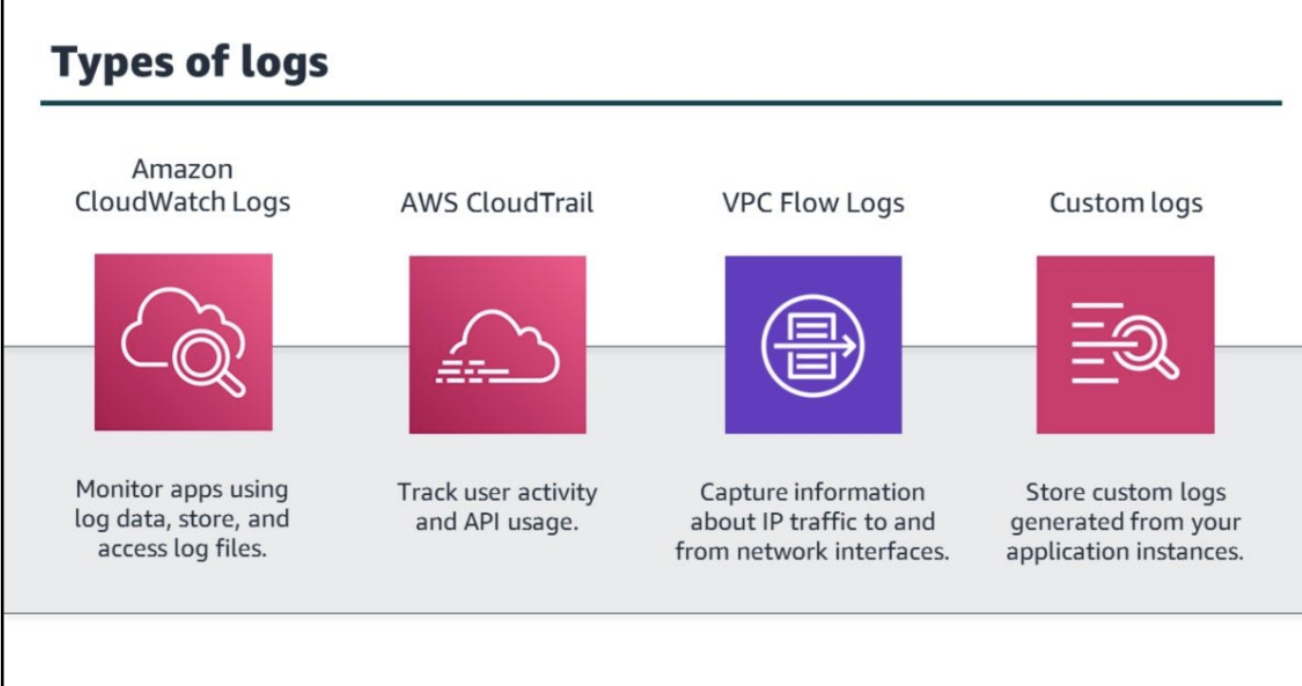 Types of logs
Amazon
CloudWatch Logs
AWS CloudTrail
VPC Flow Logs
Custom logs
Monitor apps using
log data, store, and
access log files.
Track user activity
and API usage.
Capture information
about IP traffic to and
from network interfaces.
Store custom logs
generated from your
application instances.